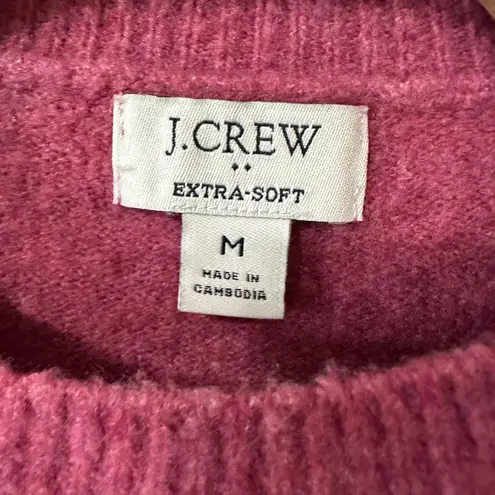 J.CREW
EXTRA-SOFT
M
MADE IN
CAMBODIA